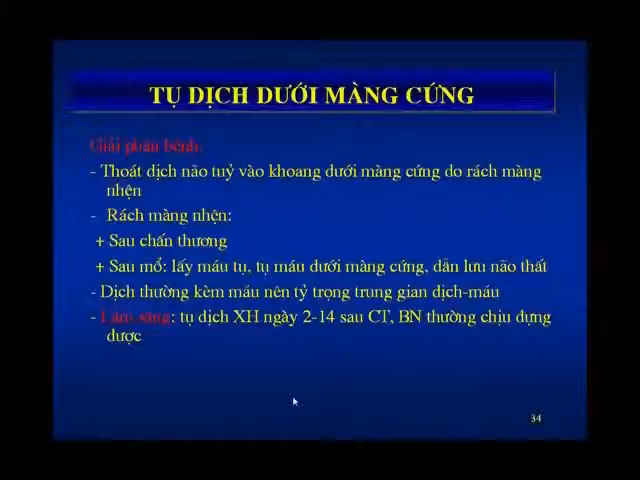 TỤ DỊCH DƯỚI MÀNG CỨNG
Giải phẫu bệnh:
- Thoát dịch não tuỷ vào khoang dưới màng cứng do rách màng
nhện
- Rách màng nhện:
+ Sau chấn thương
+ Sau mổ: lấy máu tụ, tụ máu dưới màng cứng, dẫn lưu não thất
- Dịch thường kèm máu nên tỷ trọng trung gian dịch-máu
- Lâm sàng: tụ dịch XH ngày 2-14 sau CT, BN thường chịu đựng
được
34